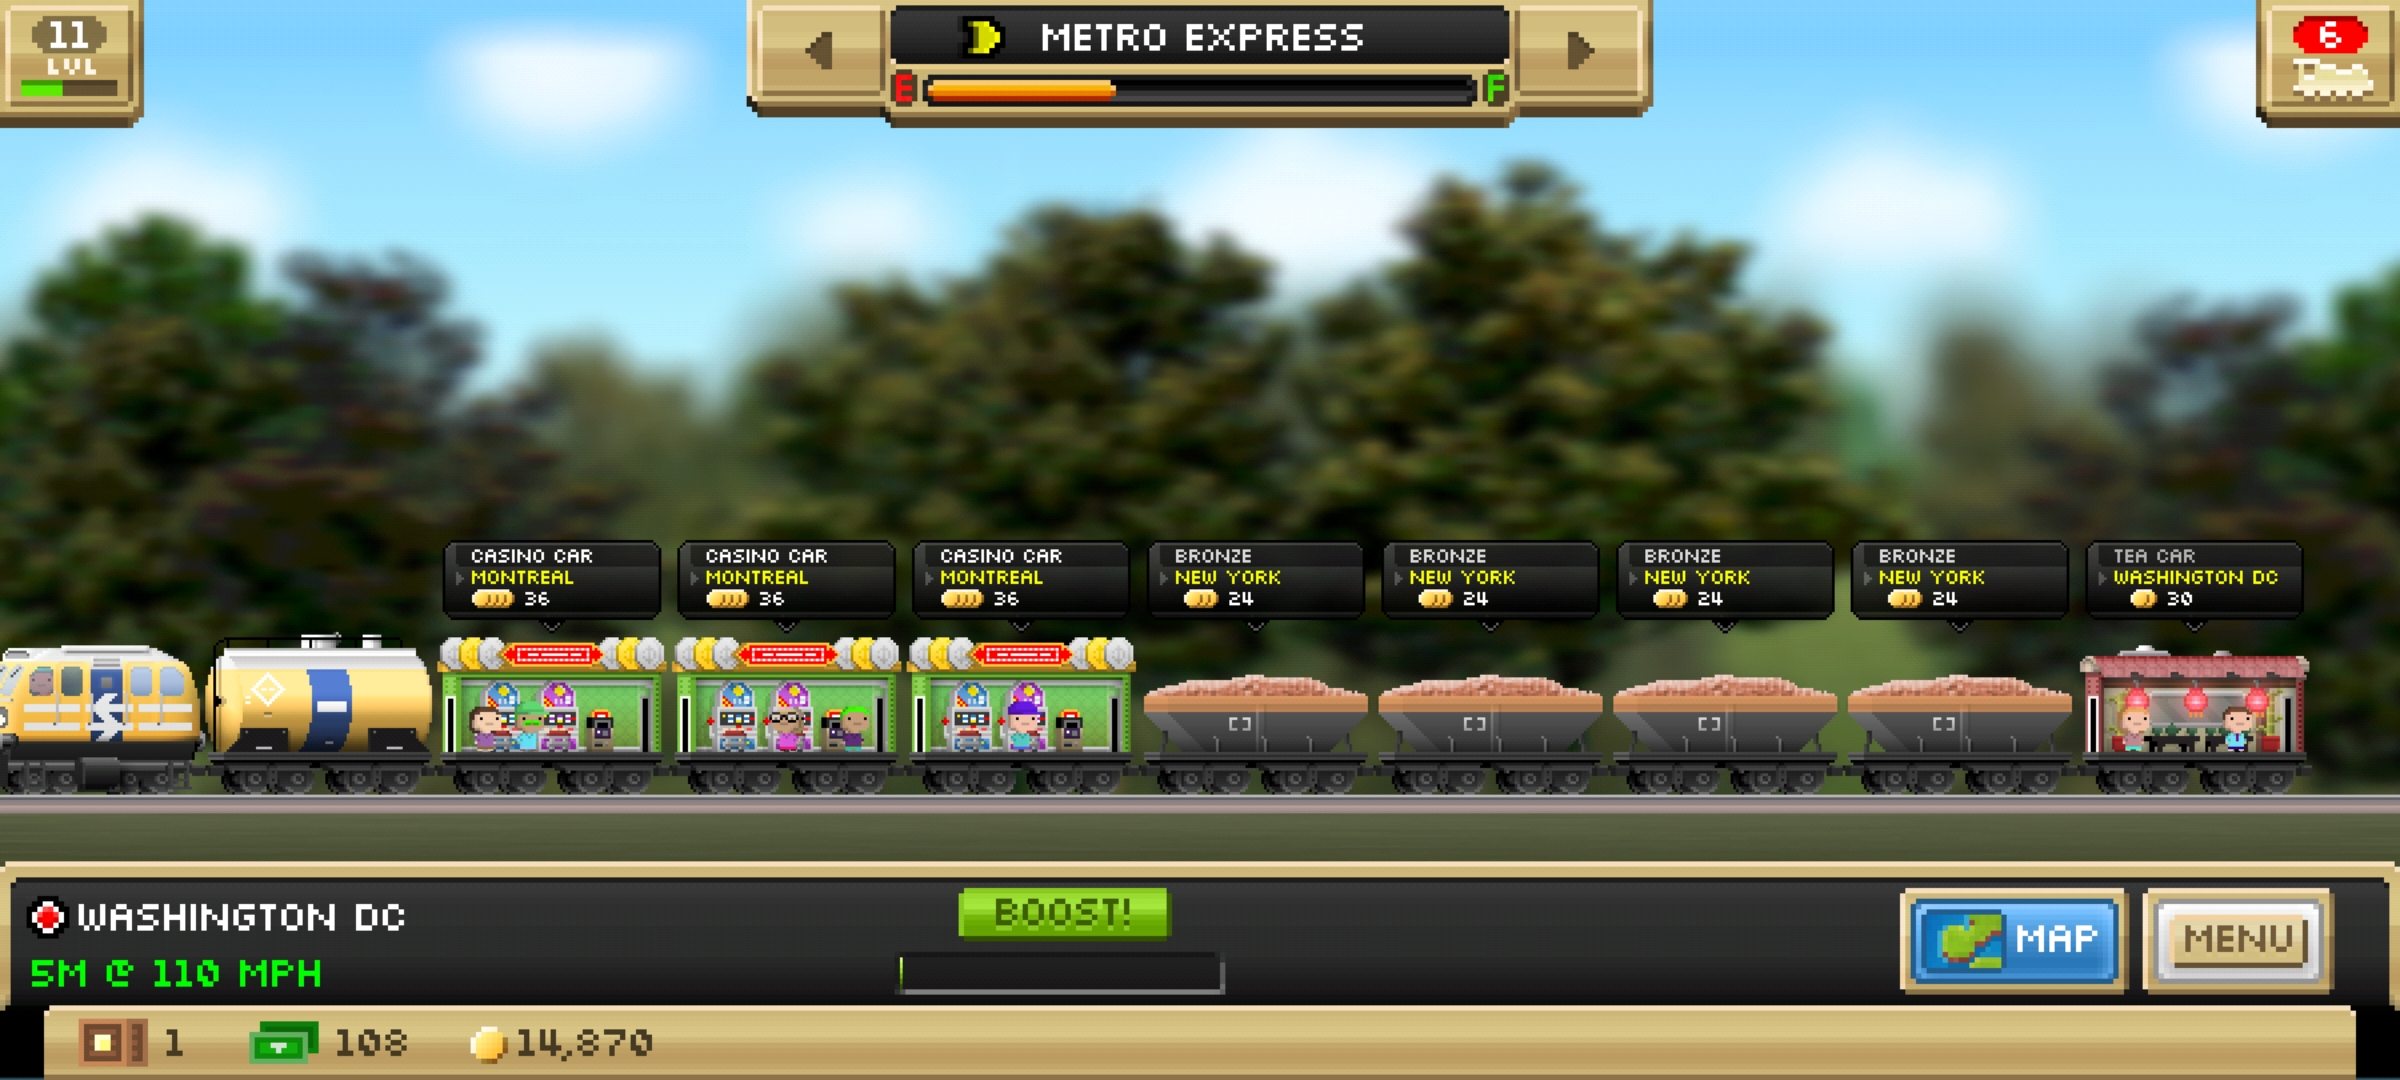 11
LVL
METRO EXPRESS
E F
6
CASINO CAR
MONTREAL
36
CASINO CAR
MONTREAL
36
CASINO CAR
MONTREAL
36
BRONZE
NEW YORK
24
BRONZE
NEW YORK
24
BRONZE
NEW YORK
24
BRONZE
NEW YORK
24
TEA CAR
WASHINGTON DC
30
WASHINGTON DC
5M @ 110 MPH
BOOST!
MAP
MENU
1
108
14,870